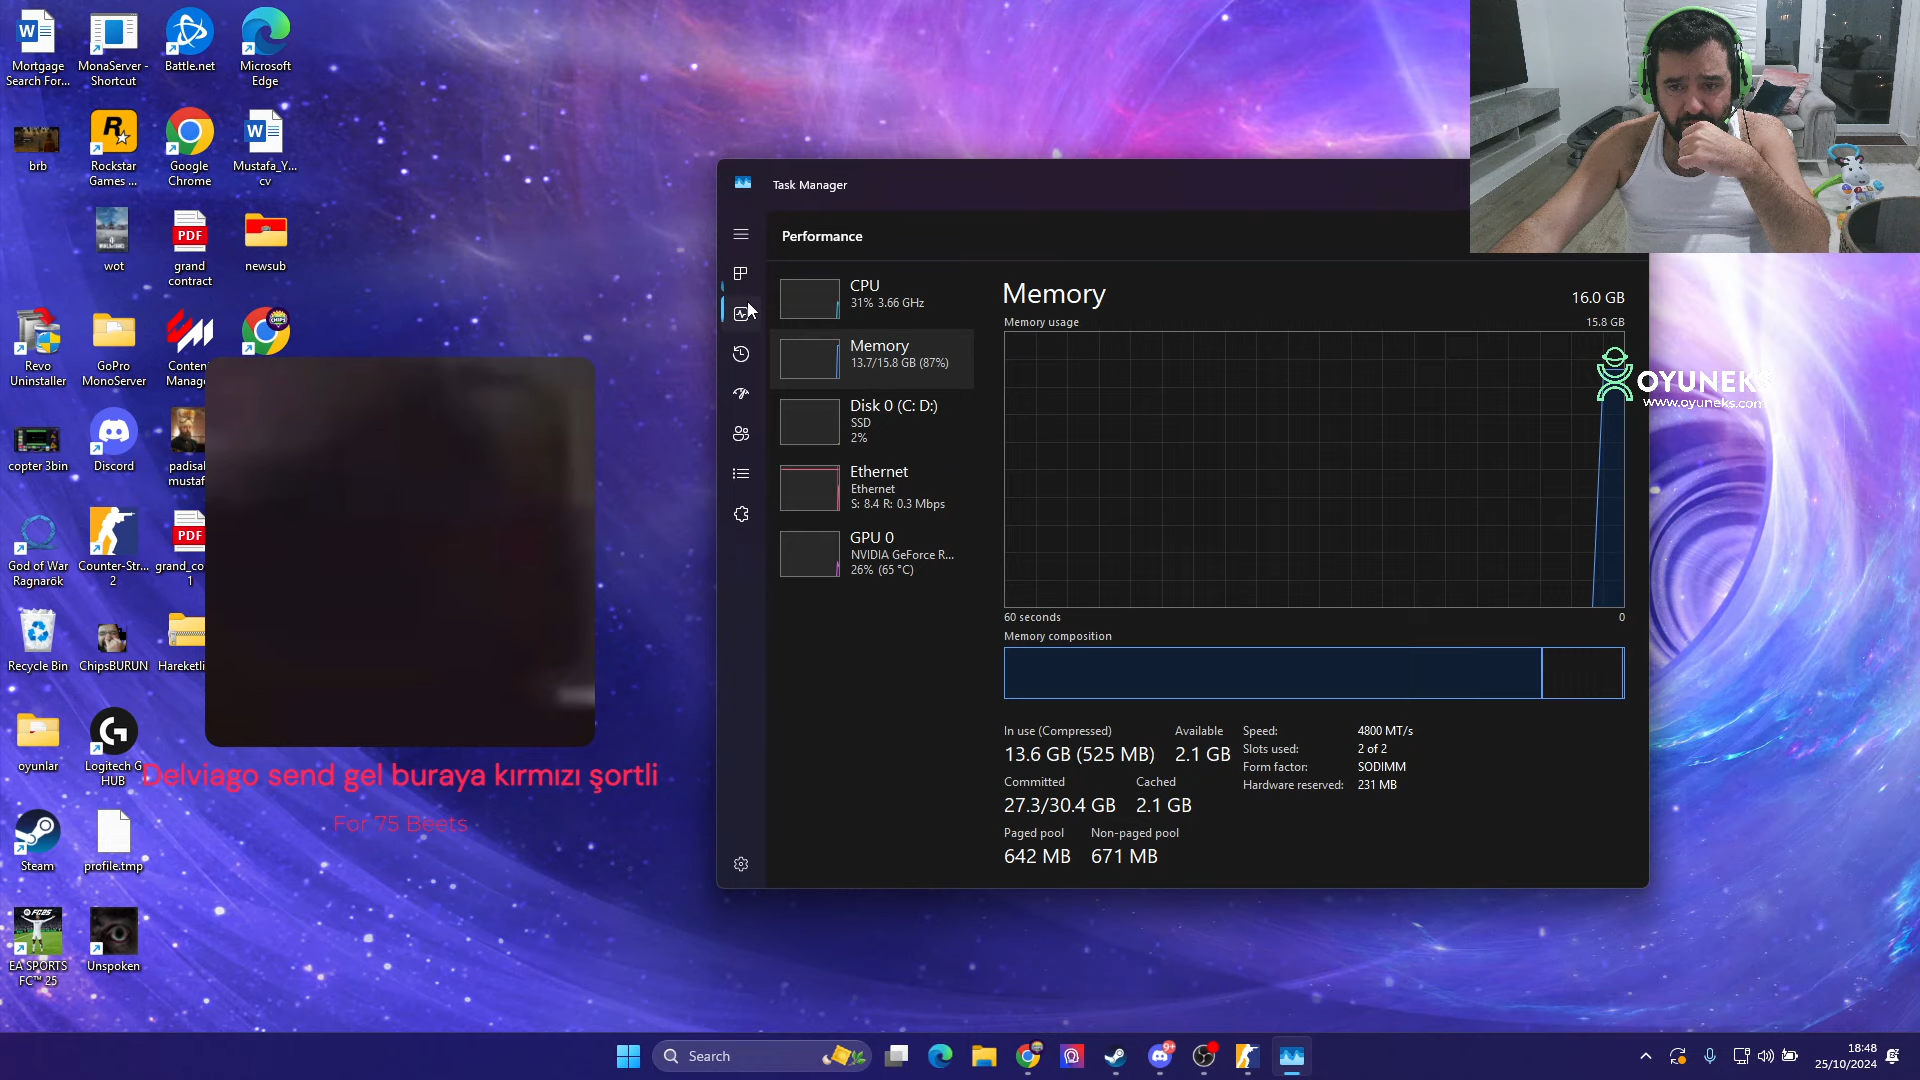 Mortgage
Search For...
MonaServer -
Shortcut
Battle.net
Microsoft
Edge
brb
Rockstar
Games ...
Google
Chrome
Mustafa_Y...
cv
wot
grand
contract
newsub
Revo
Uninstaller
GoPro
MonoServer
Conten
Manag
copter 3bin
Discord
padisal
mustaf
God of War
Ragnarök
Counter-Str...
2
grand_co
1
Recycle Bin
ChipsBURUN
Hareketli
oyunlar
Logitech G
HUB
Steam
profile.tmp
EA SPORTS
FC™ 25
Unspoken
Delviago send gel buraya kırmızı şortli
For 75 Beets
Task Manager
Performance
CPU
31% 3.66 GHz
Memory
13.7/15.8 GB (87%)
Disk 0 (C: D:)
SSD
2%
Ethernet
Ethernet
S: 8.4 R: 0.3 Mbps
GPU 0
NVIDIA GeForce R...
26% (65 °C)
Memory
16.0 GB
Memory usage
15.8 GB
OYUNEKS
www.oyuneks.com
60 seconds
0
Memory composition
In use (Compressed)
13.6 GB (525 MB)
Available
2.1 GB
Committed
27.3/30.4 GB
Cached
2.1 GB
Paged pool
642 MB
Non-paged pool
671 MB
Speed:
4800 MT/s
Slots used:
2 of 2
Form factor:
SODIMM
Hardware reserved:
231 MB
Search
18:48
25/10/2024